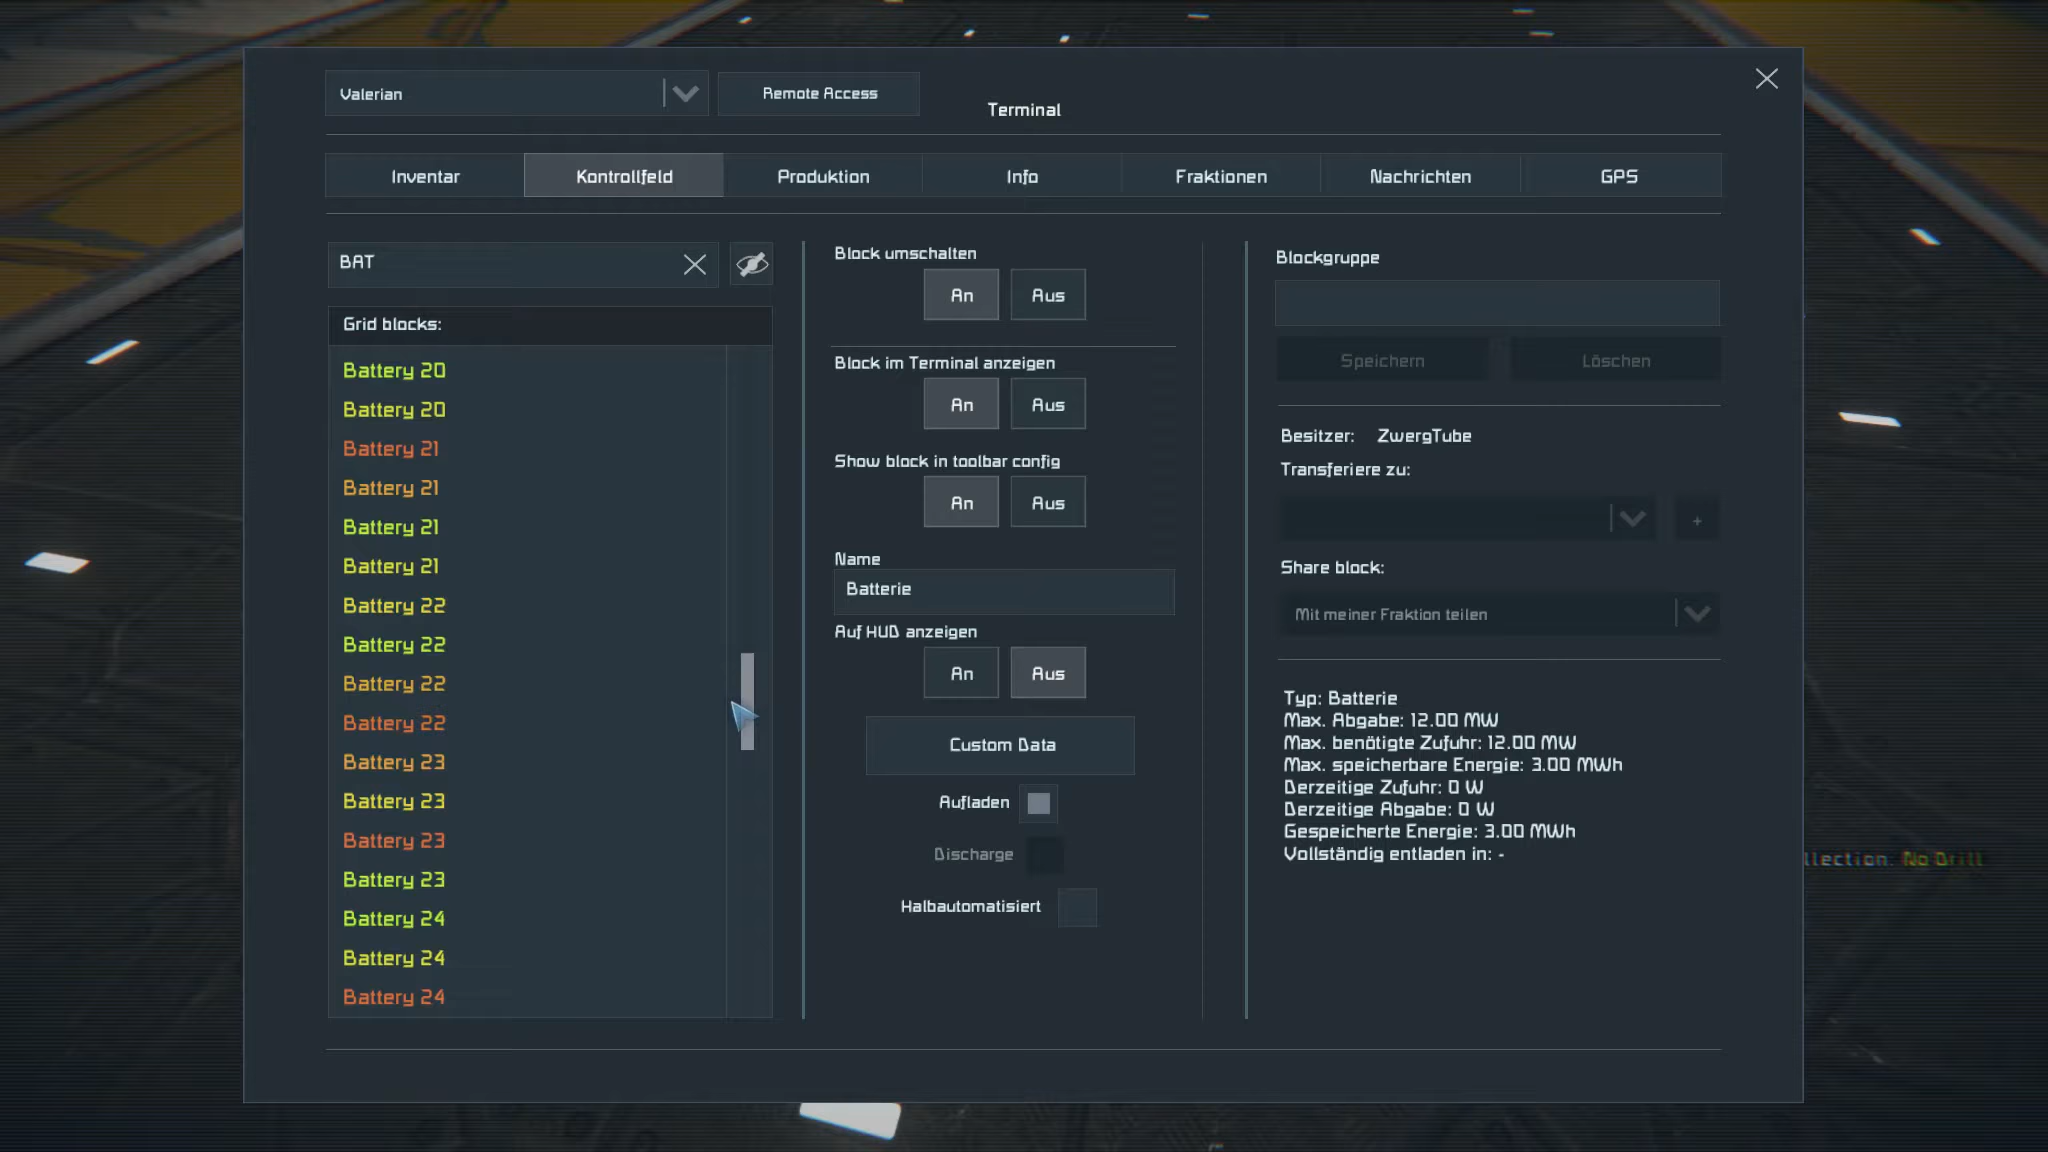 Valerian
Remote Access
Terminal
Inventar
Kontrollfeld
Produktion
Info
Fraktionen
Nachrichten
GPS
BAT
Grid blocks:
Battery 20
Battery 20
Battery 21
Battery 21
Battery 21
Battery 21
Battery 22
Battery 22
Battery 22
Battery 22
Battery 23
Battery 23
Battery 23
Battery 23
Battery 24
Battery 24
Battery 24
Block umschalten
An
Aus
Block im Terminal anzeigen
An
Aus
Show block in toolbar config
An
Aus
Name
Batterie
Auf HUD anzeigen
An
Aus
Custom Data
Aufladen
Discharge
Halbautomatisiert
Blockgruppe
Speichern
Löschen
Besitzer: ZwergTube
Transferiere zu:
+
Share block:
Mit meiner Fraktion teilen
Typ: Batterie
Max. Abgabe: 12.00 MW
Max. benötigte Zufuhr: 12.00 MW
Max. speicherbare Energie: 3.00 MWh
Derzeitige Zufuhr: 0 W
Derzeitige Abgabe: 0 W
Gespeicherte Energie: 3.00 MWh
Vollständig entladen in: -
llection: No Drill